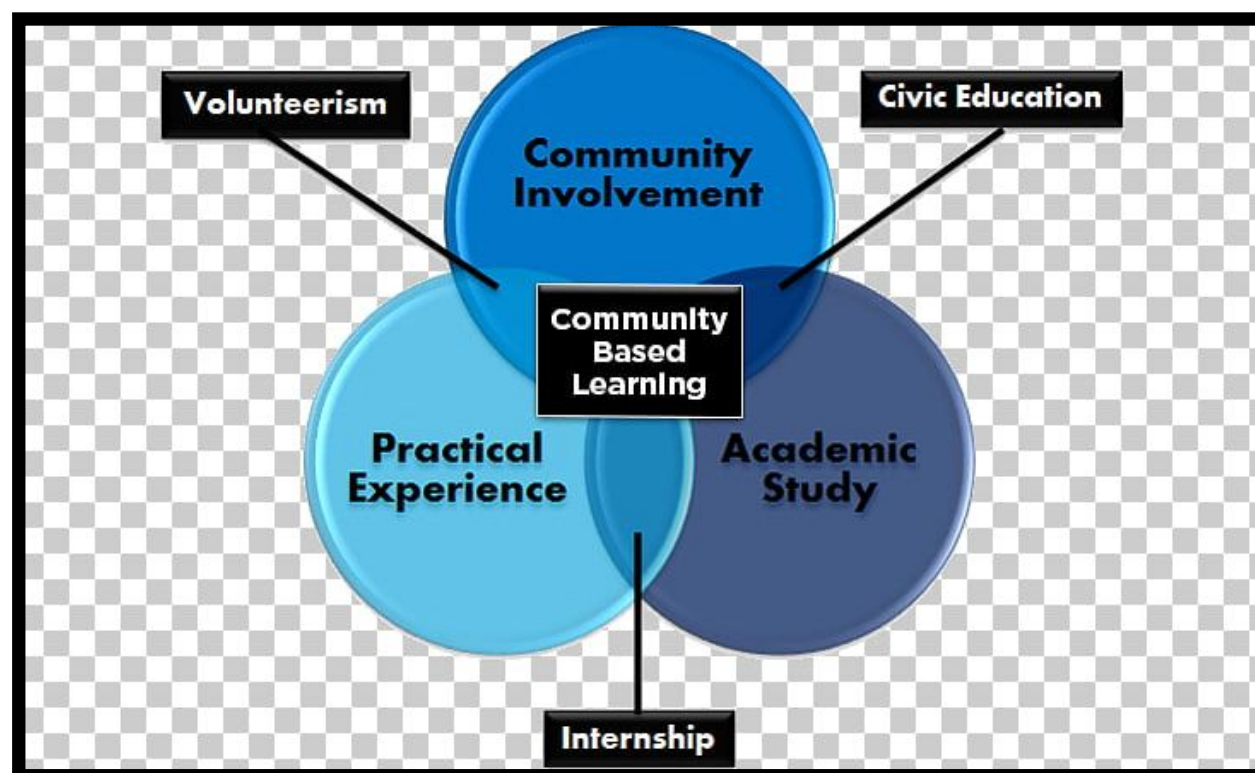 Volunteerism
Civic Education
Community
Involvement
Community
Based
Learning
Practical
Experience
Academic
Study
Internship